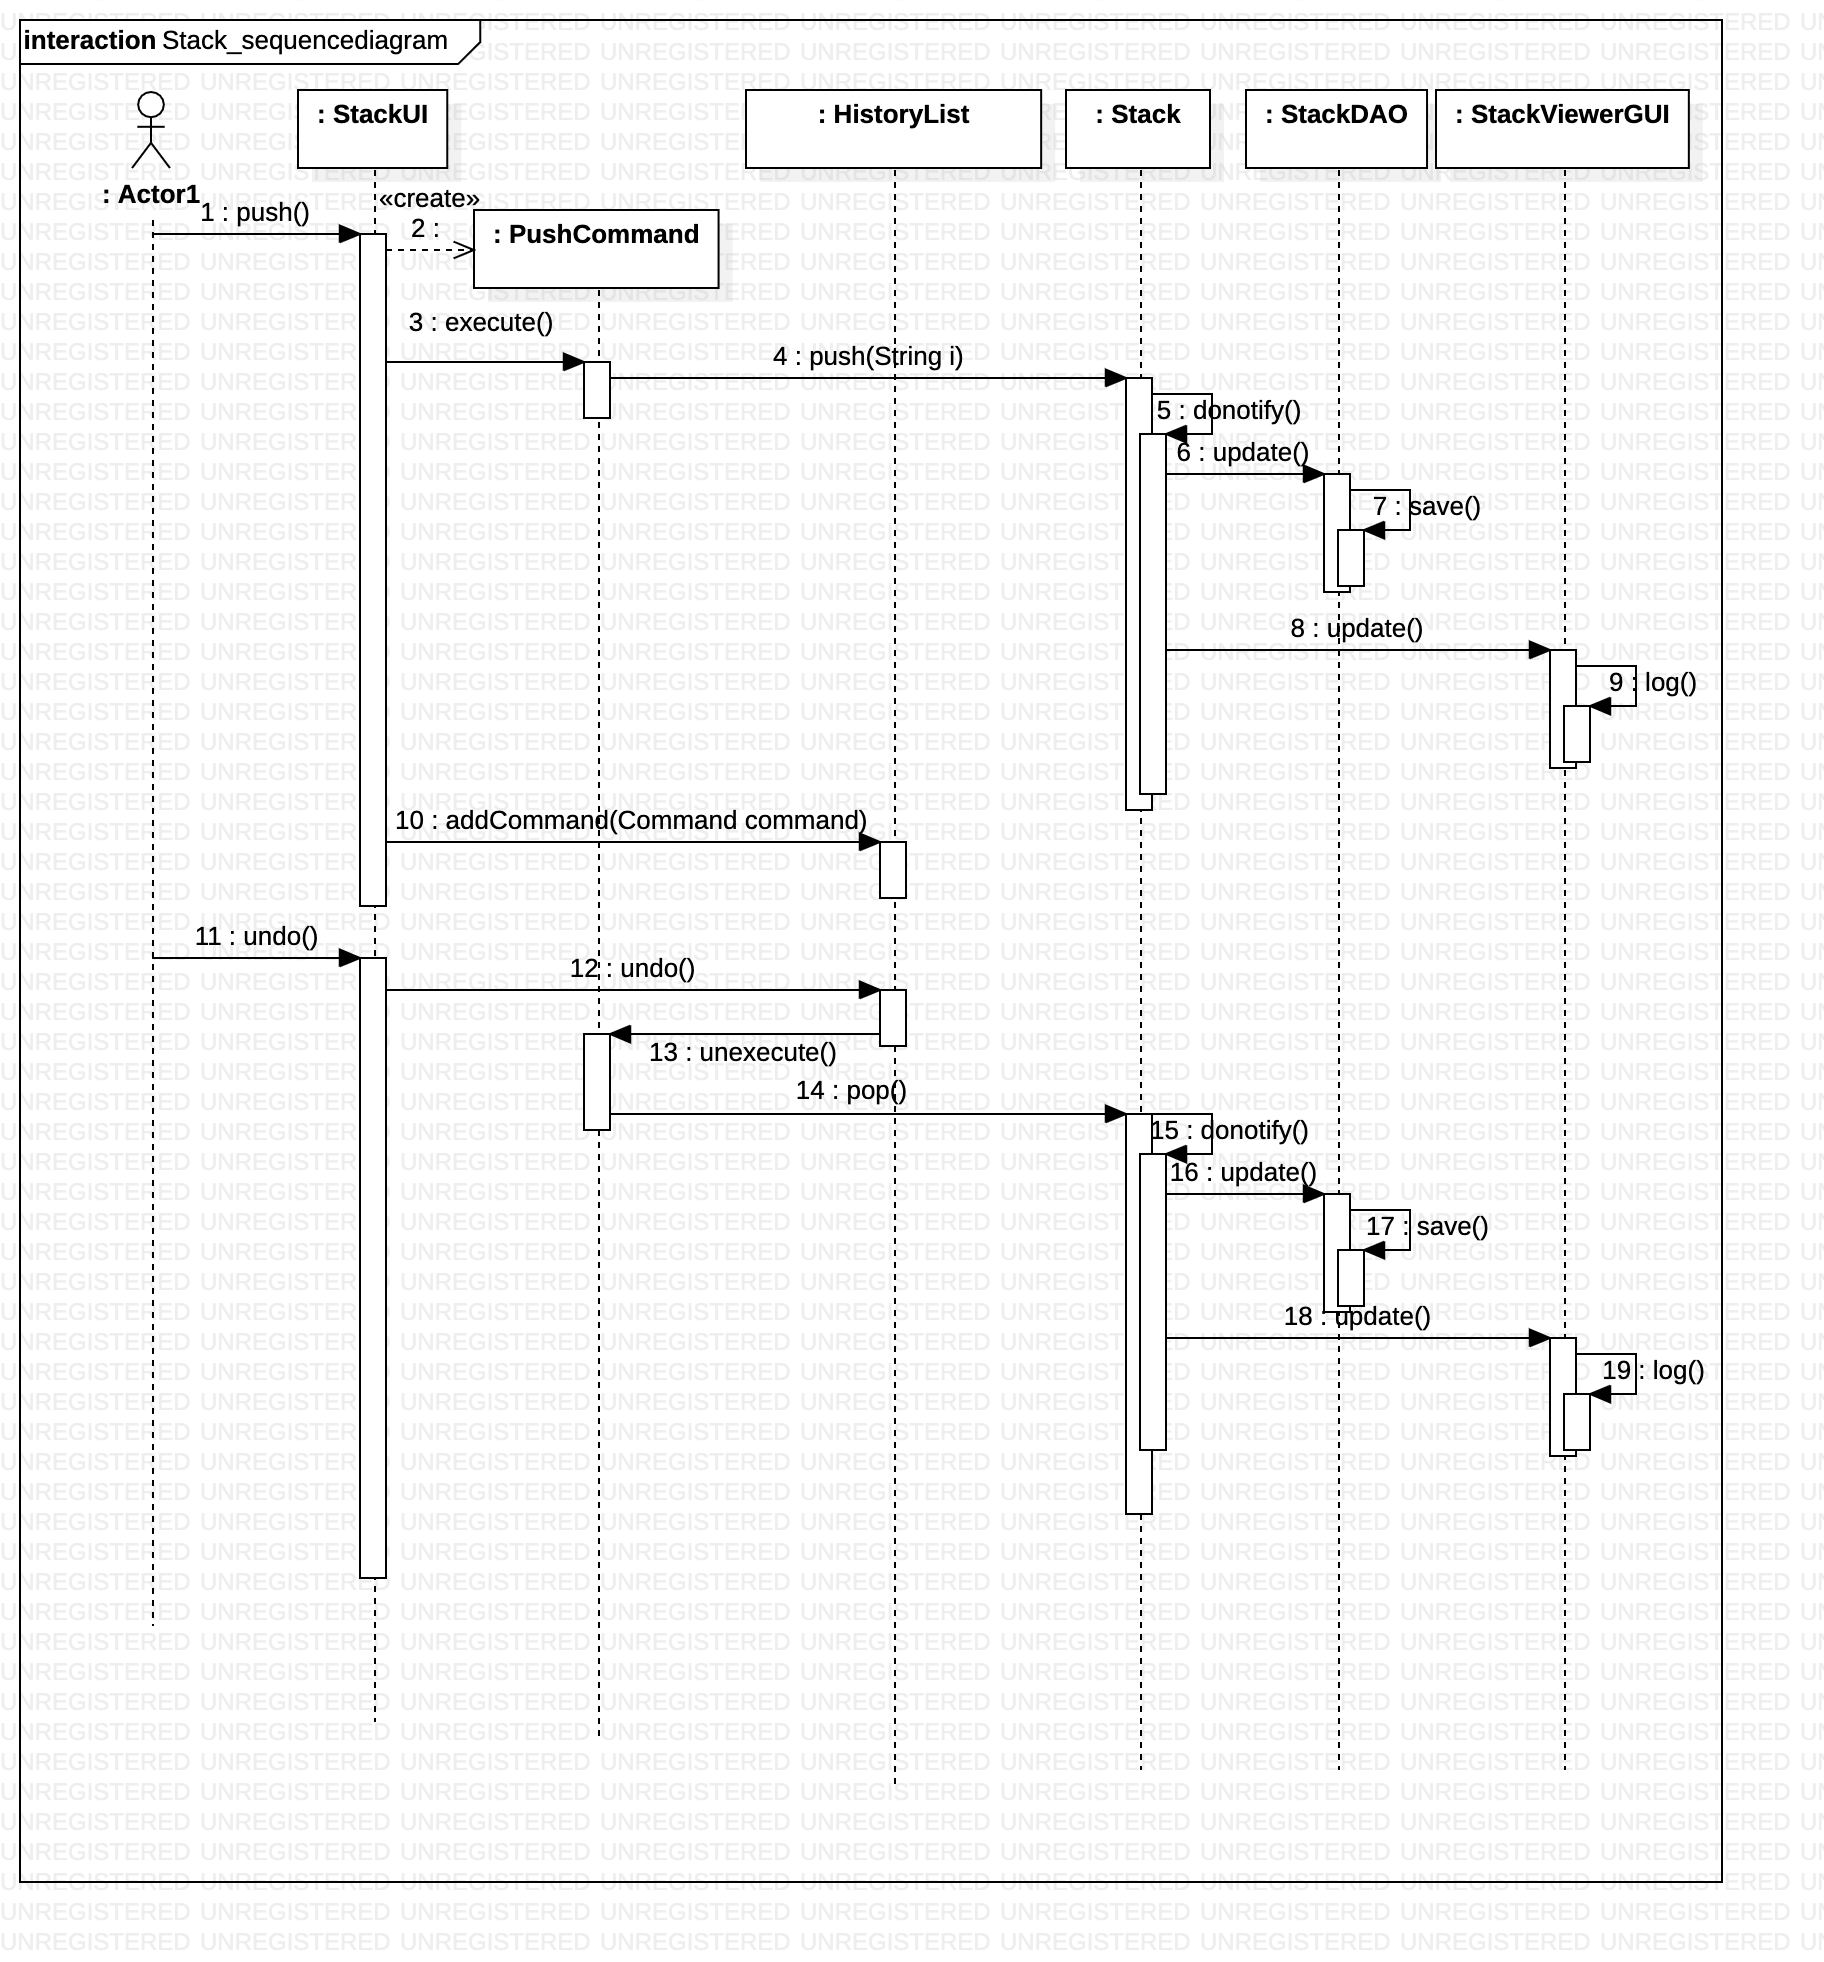 interaction Stack_sequencediagram
: Actor1
: StackUI
: HistoryList
: Stack
: StackDAO
: StackViewerGUI
«create»
1 : push()
2 :
: PushCommand
3 : execute()
4 : push(String i)
5 : donotify()
6 : update()
7 : save()
8 : update()
9 : log()
10 : addCommand(Command command)
11 : undo()
12 : undo()
13 : unexecute()
14 : pop()
15 : donotify()
16 : update()
17 : save()
18 : update()
19 : log()
UNREGISTERED